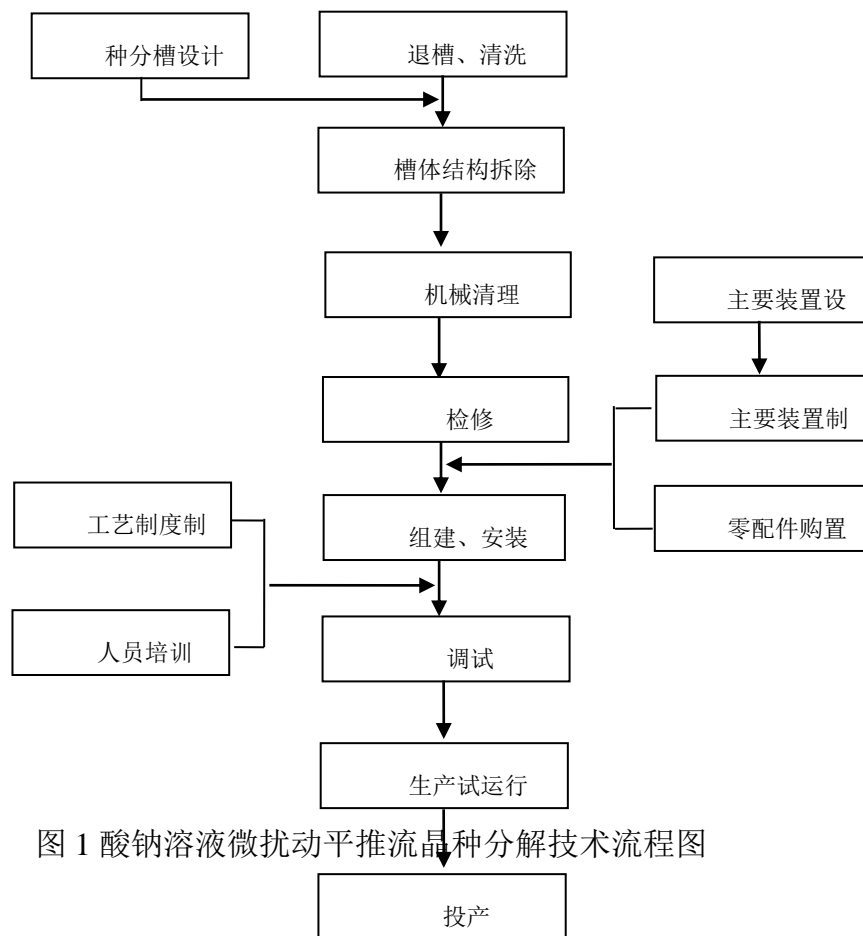 种分槽设计
退槽、清洗
槽体结构拆除
机械清理
主要装置设
检修
主要装置制
工艺制度制
组建、安装
零配件购置
人员培训
调试
生产试运行
图 1 酸钠溶液微扰动平推流晶种分解技术流程图
投产